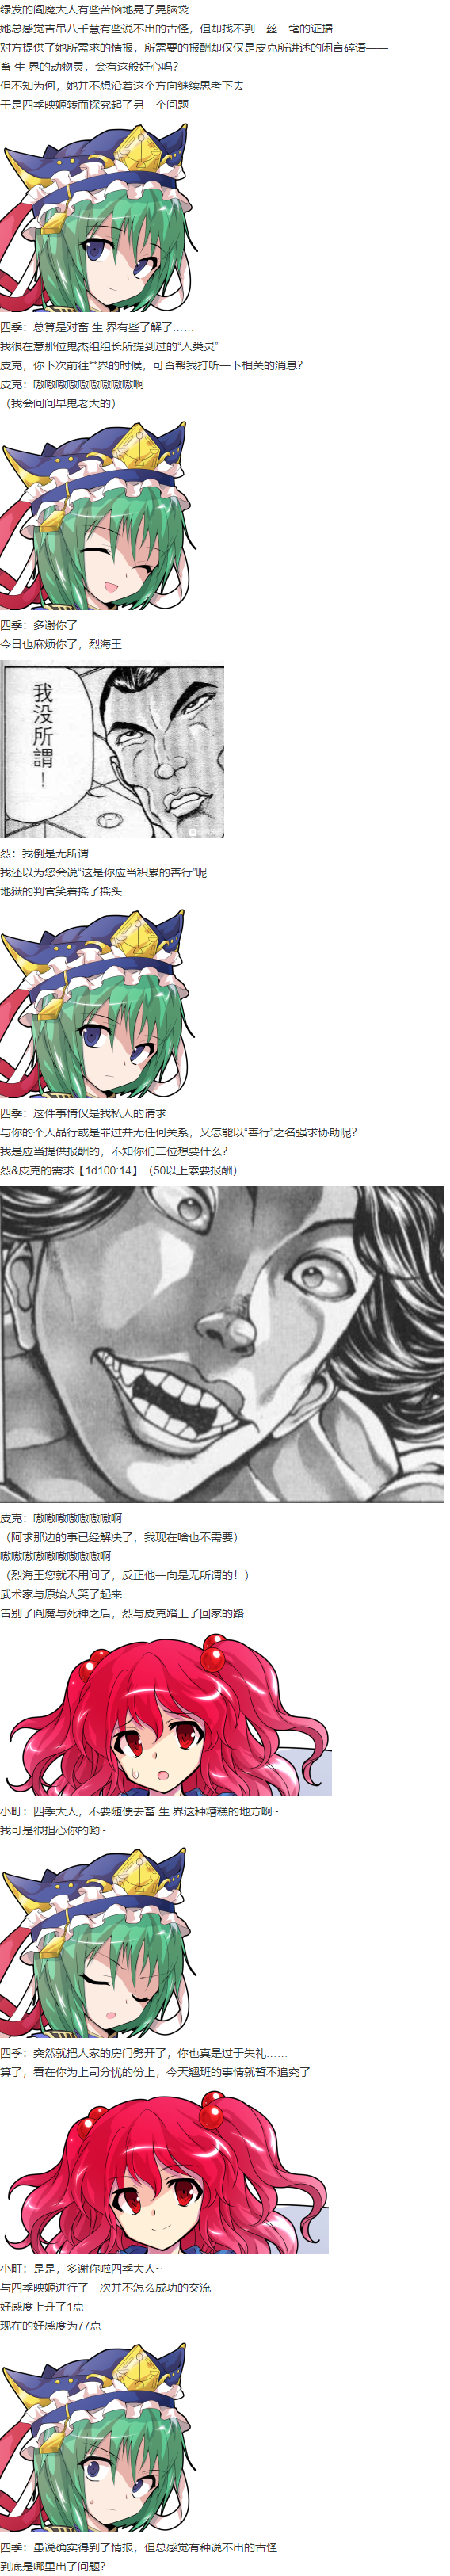 绿发的阎魔大人有些苦恼地晃了晃脑袋
她总感觉吉吊八千慧有些说不出的古怪，但却找不到一丝一毫的证据
对方提供了她所需求的情报，所需要的报酬却仅仅是皮克所讲述的闲言碎语——
畜 生 界的动物灵，会有这般好心吗？
但不知为何，她并不想沿着这个方向继续思考下去
于是四季映姬转而探究起了另一个问题
四季：总算是对畜 生 界有些了解了……
我很在意那位鬼杰组组长所提到过的“人类灵”
皮克，你下次前往**界的时候，可否帮我打听一下相关的消息？
皮克：嗷嗷嗷嗷嗷嗷嗷嗷嗷啊
（我会问问早鬼老大的）
四季：多谢你了
今日也麻烦你了，烈海王
我没所謂！
烈：我倒是无所谓……
我还以为您会说“这是你应当积累的善行”呢
地狱的判官笑着摇了摇头
四季：这件事情仅是我私人的请求
与你的个人品行或是罪过并无任何关系，又怎能以“善行”之名强求协助呢？
我是应当提供报酬的，不知你们二位想要什么？
烈&皮克的需求【1d100:14】（50以上索要报酬）
皮克：嗷嗷嗷嗷嗷嗷嗷啊
（阿求那边的事已经解决了，我现在啥也不需要）
嗷嗷嗷嗷嗷嗷嗷嗷嗷啊
（烈海王您就不用问了，反正他一向是无所谓的！）
武术家与原始人笑了起来
告别了阎魔与死神之后，烈与皮克踏上了回家的路
小町：四季大人，不要随便去畜 生 界这种糟糕的地方啊~
我可是很担心你的哟~
四季：突然就把人家的房门劈开了，你也真是过于失礼……
算了，看在你为上司分忧的份上，今天翘班的事情就暂不追究了
小町：是是，多谢你啦四季大人~
与四季映姬进行了一次并不怎么成功的交流
好感度上升了1点
现在的好感度为77点
四季：虽说确实得到了情报，但总感觉有种说不出的古怪
到底是哪里出了问题？